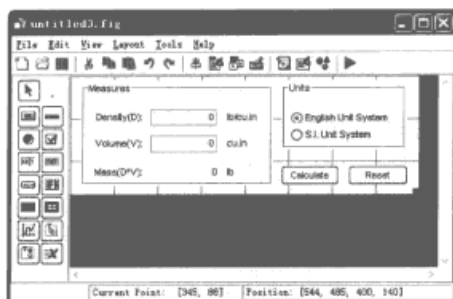 untitled3.fig
File Edit View Layout Tools Help
Measures
Units
Density(D): 0 lb/cu.in
English Unit System
Volume(V): 0 cu.in
S.I. Unit System
Mass(D*V): 0 lb
Calculate Reset
Current Point: [345, 86] Position: [544, 485, 400, 140]